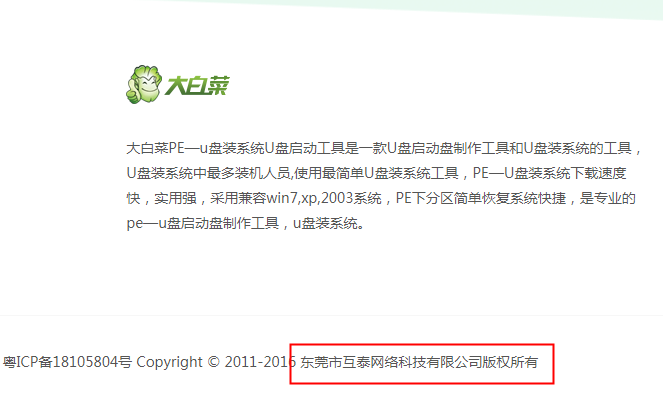 大白菜
大白菜PE—u盘装系统U盘启动工具是一款U盘启动盘制作工具和U盘装系统的工具，
U盘装系统中最多装机人员,使用最简单U盘装系统工具，PE—U盘装系统下载速度
快，实用强，采用兼容win7,xp,2003系统，PE下分区简单恢复系统快捷，是专业的
pe—u盘启动盘制作工具，u盘装系统。
粤ICP备18105804号 Copyright © 2011-2016 东莞市互泰网络科技有限公司版权所有